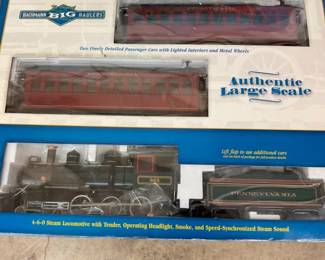 BACHMANN
BIG
HAULERS
Two Finely Detailed Passenger Cars with Lighted Interiors and Metal Wheels
Authentic
Large Scale
Lift flap to see additional cars
PENNSYLVANIA
4-6-0 Steam Locomotive with Tender, Operating Headlight, Smoke, and Speed-Synchronized Steam Sound